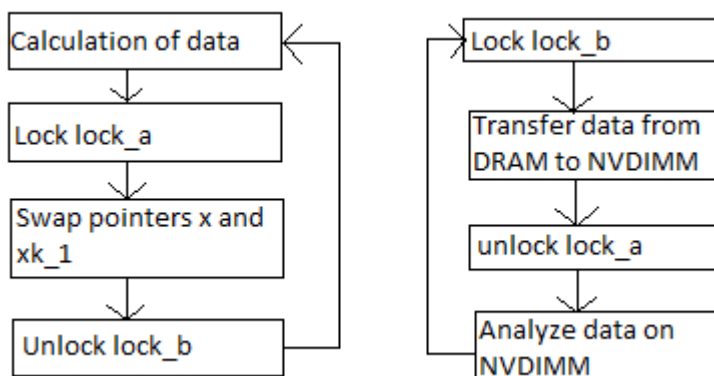 Calculation of data
Lock lock_a
Swap pointers x and
xk_1
Unlock lock_b
Lock lock_b
Transfer data from
DRAM to NVDIMM
unlock lock_a
Analyze data on
NVDIMM